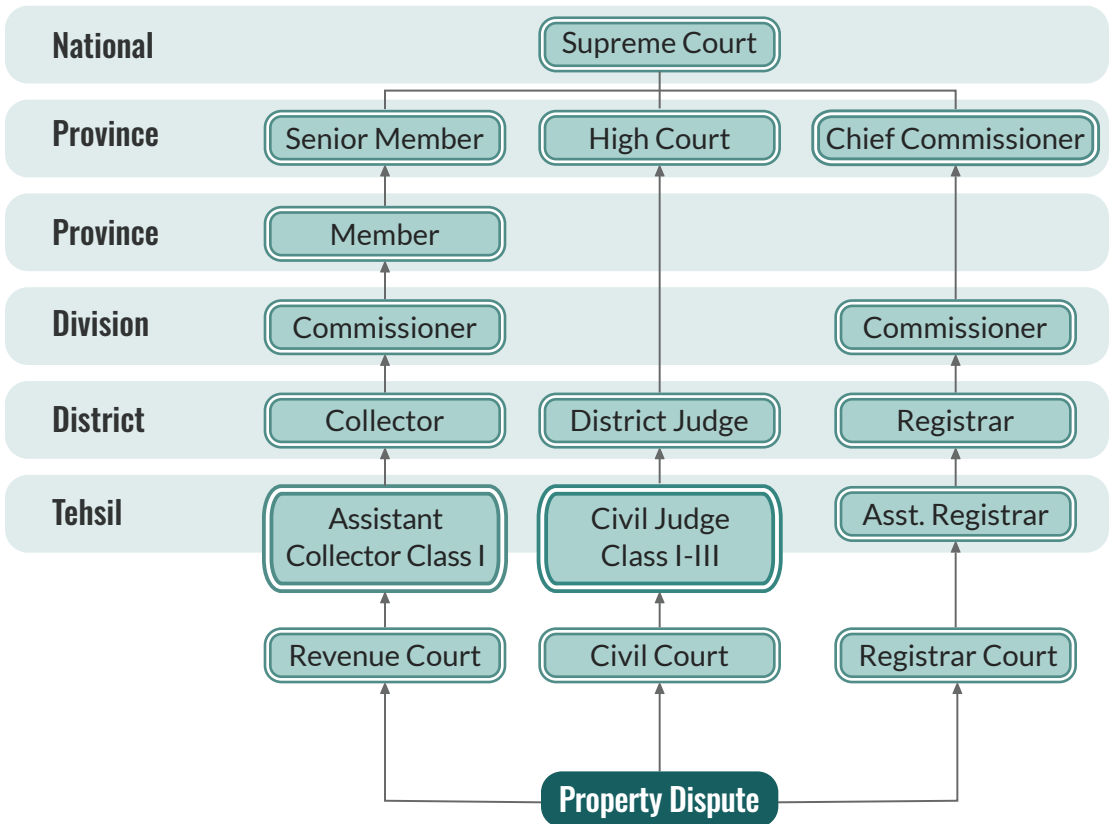 National
Supreme Court
Province
Senior Member
High Court
Chief Commissioner
Province
Member
Division
Commissioner
Commissioner
District
Collector
District Judge
Registrar
Tehsil
Assistant
Collector Class I
Civil Judge
Class I-III
Asst. Registrar
Revenue Court
Civil Court
Registrar Court
Property Dispute